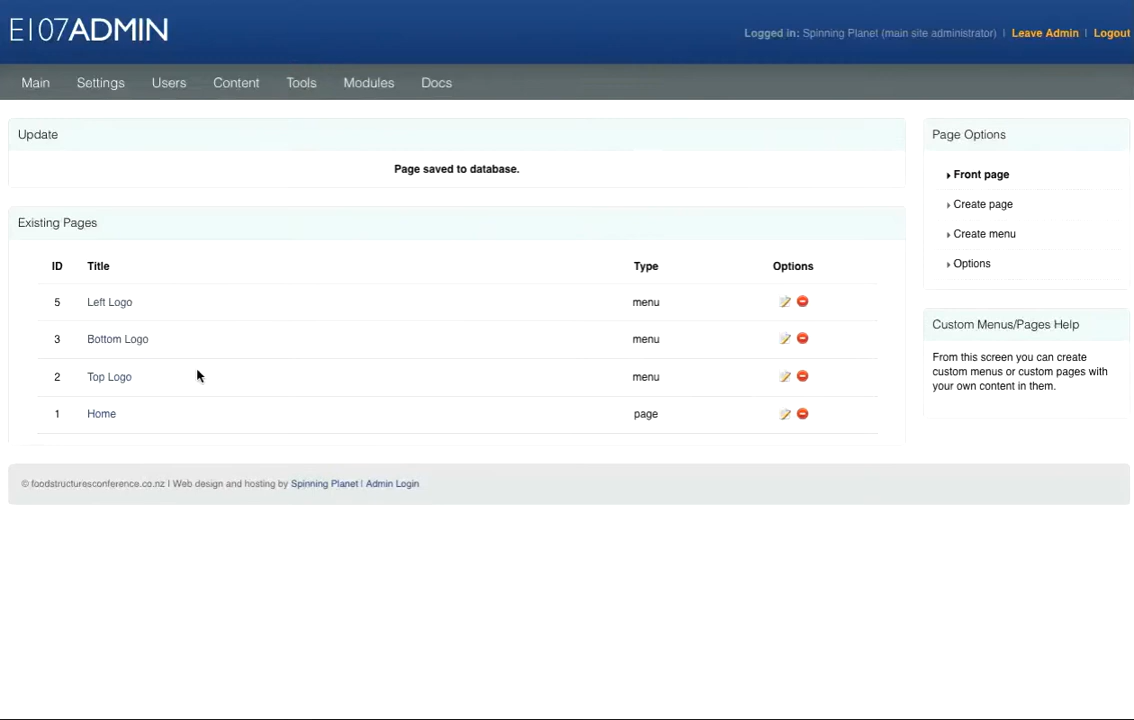 E107ADMIN
Logged in: Spinning Planet (main site administrator) | Leave Admin | Logout
Main Settings Users Content Tools Modules Docs
Update
Page saved to database.
Existing Pages
ID Title Type Options
5 Left Logo menu
3 Bottom Logo menu
2 Top Logo menu
1 Home page
Page Options
Front page
Create page
Create menu
Options
Custom Menus/Pages Help
From this screen you can create
custom menus or custom pages with
your own content in them.
© foodstructuresconference.co.nz | Web design and hosting by Spinning Planet | Admin Login